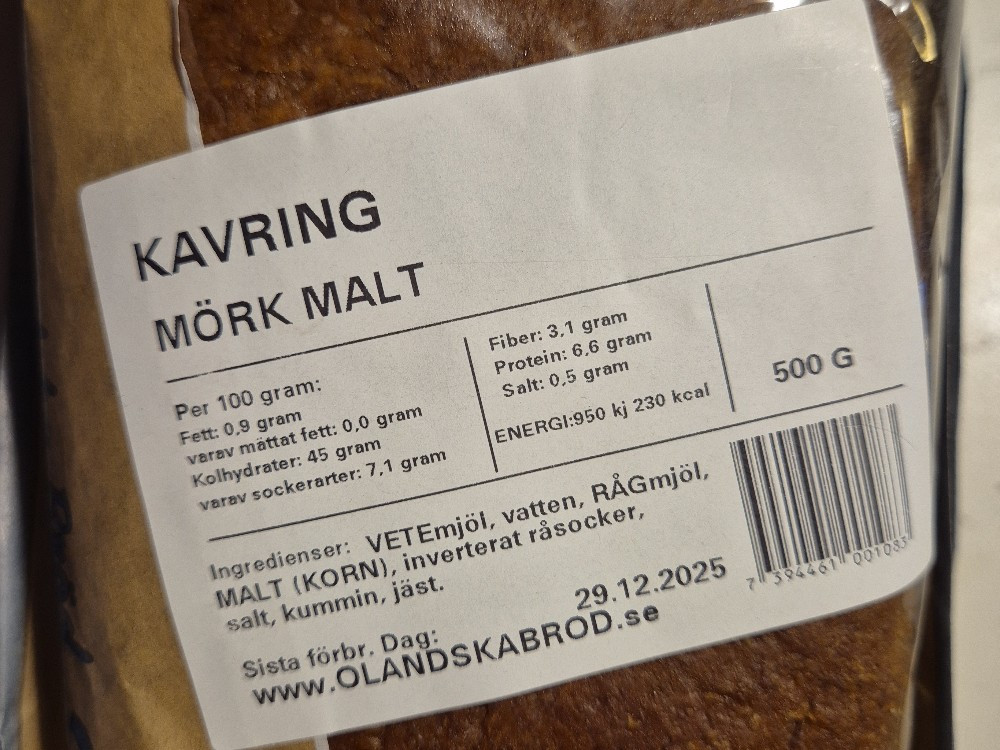 KAVRING
MÖRK MALT
Per 100 gram:
Fett: 0,9 gram
varav mättat fett: 0,0 gram
Kolhydrater: 45 gram
varav sockerarter: 7,1 gram
Fiber: 3,1 gram
Protein: 6,6 gram
Salt: 0,5 gram
ENERGI:950 kj 230 kcal
500 G
Ingredienser: VETEmjöl, vatten, RÅGmjöl,
MALT (KORN), inverterat råsocker,
salt, kummin, jäst.
29.12.2025
Sista förbr. Dag:
www.OLANDSKABROD.se
7 394461 001083